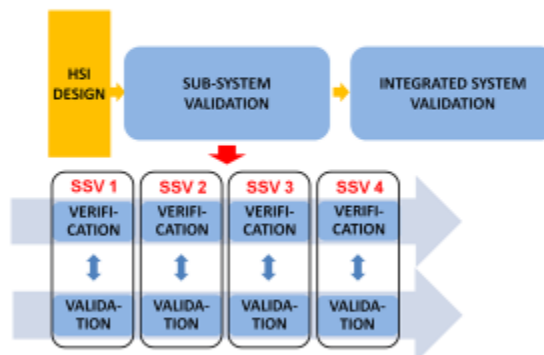 HSI
DESIGN
SUB-SYSTEM
VALIDATION
INTEGRATED SYSTEM
VALIDATION
SSV 1
SSV 2
SSV 3
SSV 4
VERIFI-
CATION
VERIFI-
CATION
VERIFI-
CATION
VERIFI-
CATION
VALIDA-
TION
VALIDA-
TION
VALIDA-
TION
VALIDA-
TION